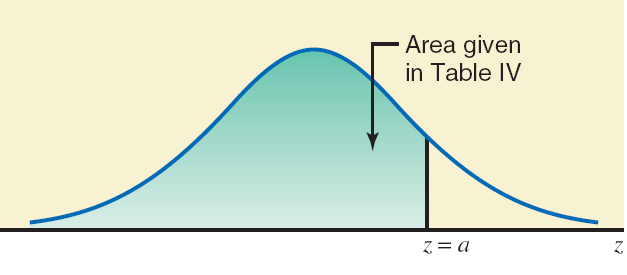 Area given
in Table IV
z = a
z